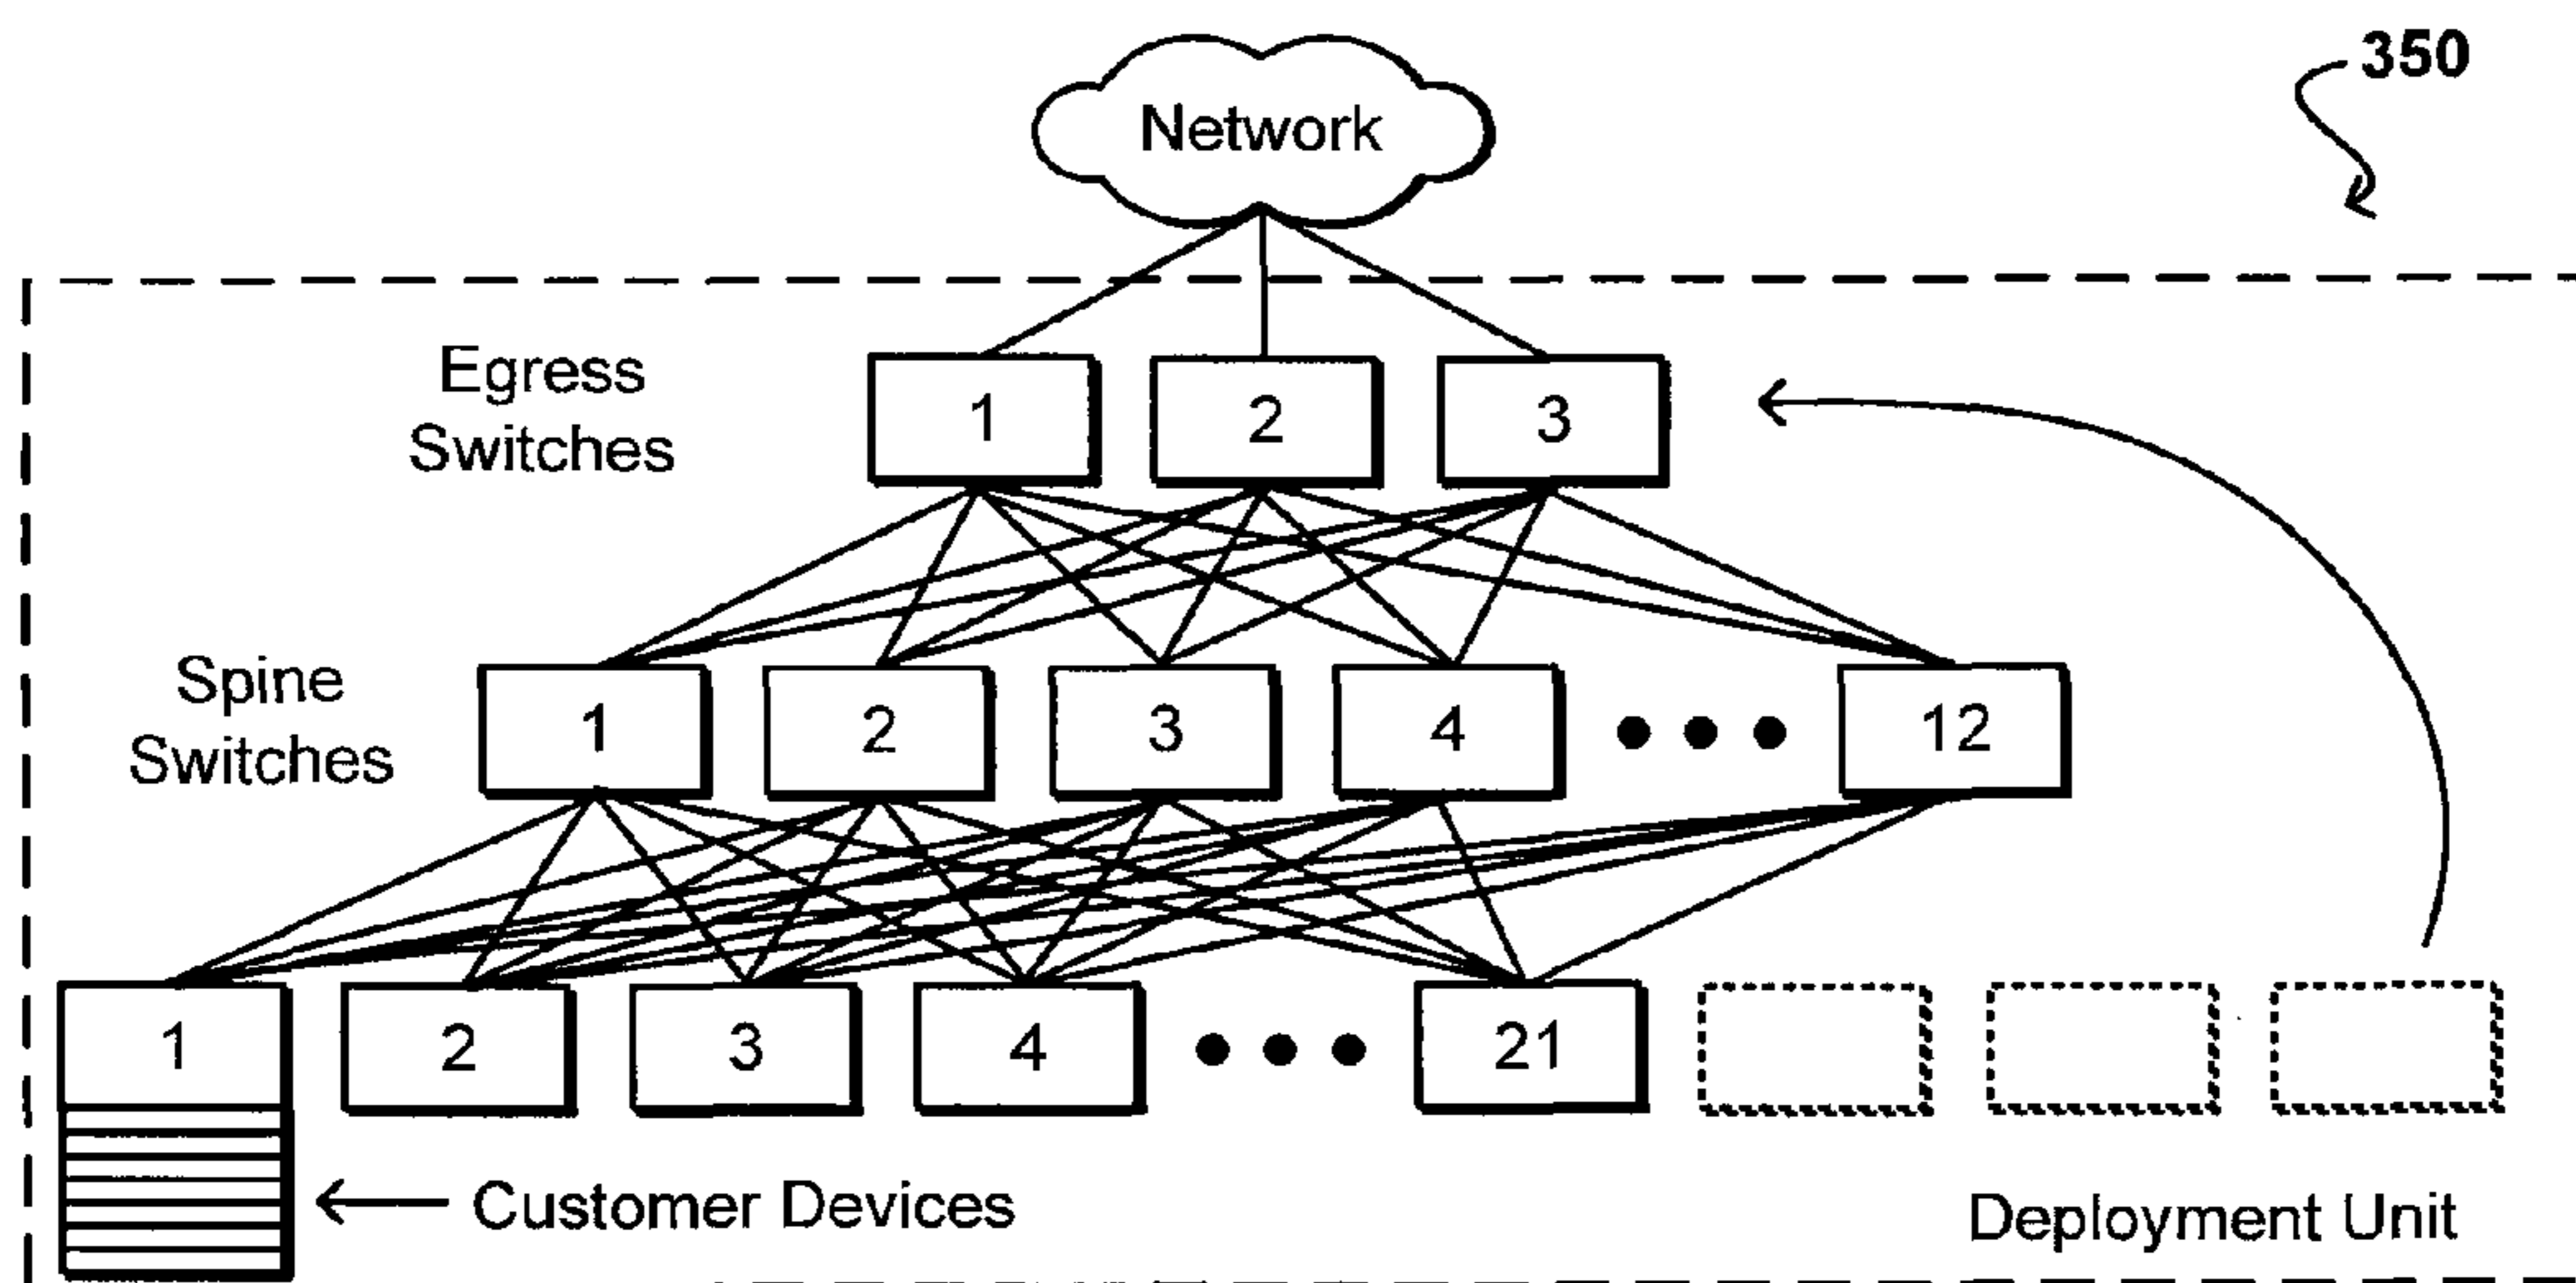 350
Network
Egress
Switches
1
2
3
Spine
Switches
1
2
3
4
12
1
2
3
4
21
Customer Devices
Deployment Unit